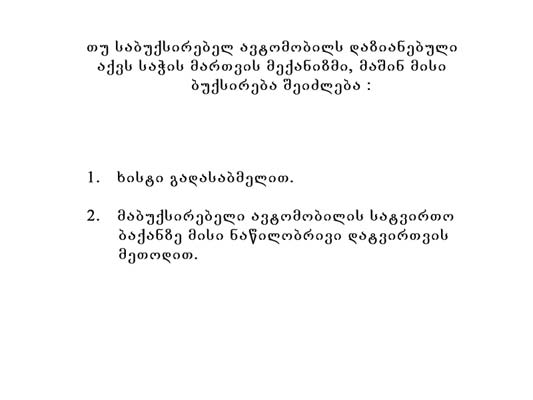 თუ საბუქსირებელ ავტომობილს დაზიანებული
აქვს საჭის მართვის მექანიზმი, მაშინ მისი
ბუქსირება შეიძლება :
1. ხისტი გადასაბმელით.
2. მაბუქსირებელი ავტომობილის სატვირთო
ბაქანზე მისი ნაწილობრივი დატვირთვის
მეთოდით.